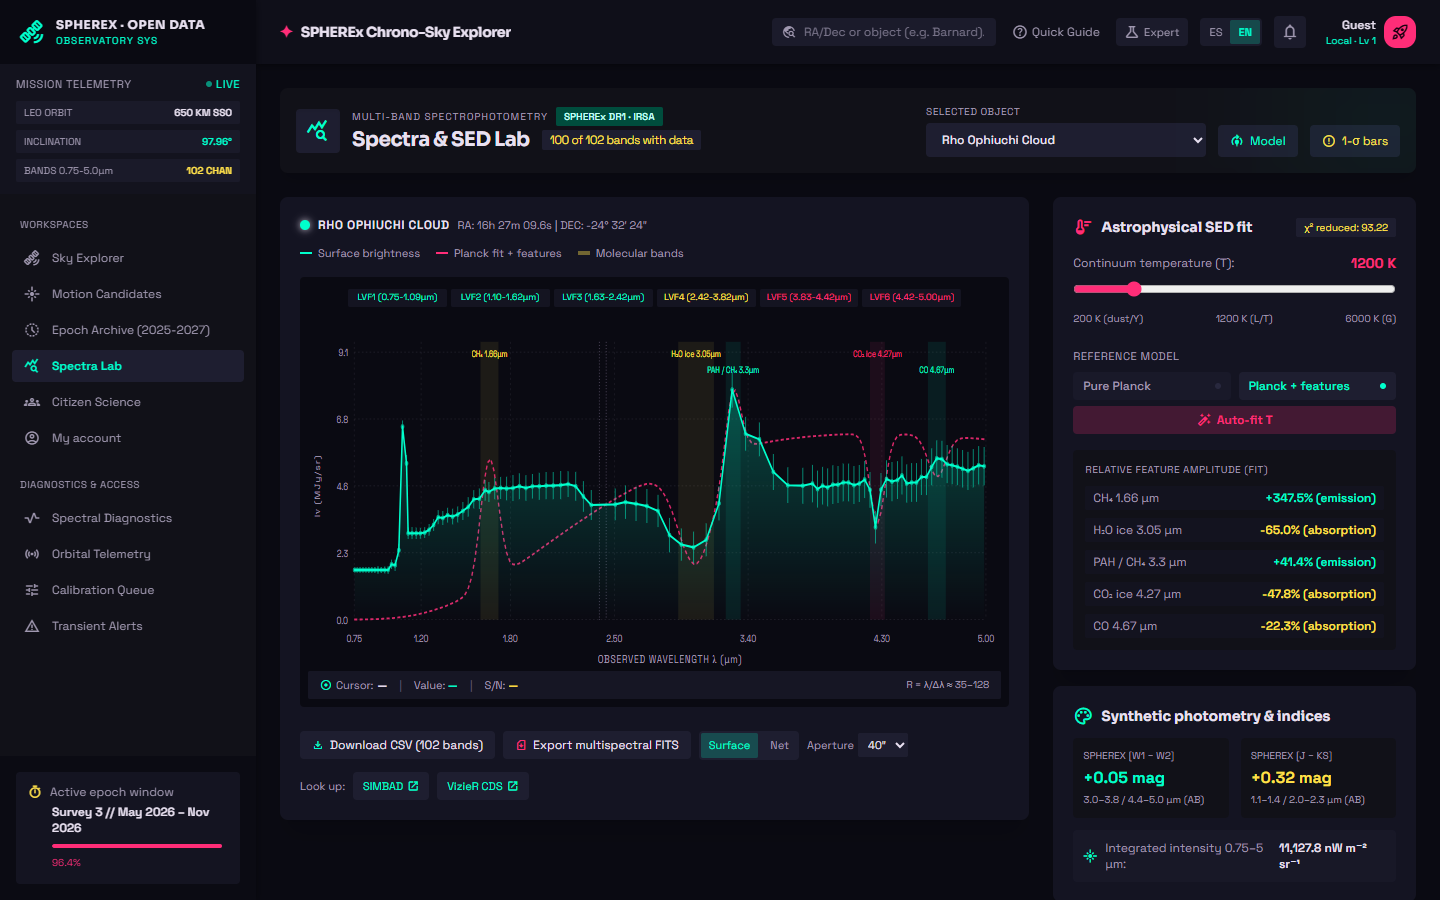 SPHEREX · OPEN DATA
OBSERVATORY SYS
MISSION TELEMETRY
LIVE
LEO ORBIT 650 KM SSO
INCLINATION 97.96°
BANDS 0.75-5.0µm 102 CHAN
WORKSPACES
Sky Explorer
Motion Candidates
Epoch Archive (2025-2027)
Spectra Lab
Citizen Science
My account
DIAGNOSTICS & ACCESS
Spectral Diagnostics
Orbital Telemetry
Calibration Queue
Transient Alerts
Active epoch window
Survey 3 // May 2026 – Nov
2026
96.4%
SPHEREx Chrono-Sky Explorer
RA/Dec or object (e.g. Barnard).
Quick Guide
Expert
ES EN
Guest
Local · Lv 1
MULTI-BAND SPECTROPHOTOMETRY SPHEREx DR1 · IRSA
Spectra & SED Lab 100 of 102 bands with data
SELECTED OBJECT
Rho Ophiuchi Cloud
Model
1-σ bars
RHO OPHIUCHI CLOUD RA: 16h 27m 09.6s | DEC: -24° 32' 24"
Surface brightness Planck fit + features Molecular bands
LVF1 (0.75-1.09µm) LVF2 (1.10-1.62µm) LVF3 (1.63-2.42µm) LVF4 (2.42-3.82µm) LVF5 (3.83-4.42µm) LVF6 (4.42-5.00µm)
CH₄ 1.66µm H₂O ice 3.05µm CO₂ ice 4.27µm
PAH / CH₄ 3.3µm CO 4.67µm
9.1
6.8
4.6
2.3
0.0
Iν (MJy/sr)
0.75 1.20 1.80 2.50 3.40 4.30 5.00
OBSERVED WAVELENGTH λ (µm)
Cursor: — | Value: — | S/N: —
R = λ/Δλ ≈ 35–128
Download CSV (102 bands)
Export multispectral FITS
Surface Net
Aperture 40"
Look up: SIMBAD VizieR CDS
Astrophysical SED fit
χ² reduced: 93.22
Continuum temperature (T): 1200 K
200 K (dust/Y) 1200 K (L/T) 6000 K (G)
REFERENCE MODEL
Pure Planck
Planck + features
Auto-fit T
RELATIVE FEATURE AMPLITUDE (FIT)
CH₄ 1.66 µm +347.5% (emission)
H₂O ice 3.05 µm -65.0% (absorption)
PAH / CH₄ 3.3 µm +41.4% (emission)
CO₂ ice 4.27 µm -47.8% (absorption)
CO 4.67 µm -22.3% (absorption)
Synthetic photometry & indices
SPHEREX [W1 − W2]
+0.05 mag
3.0–3.8 / 4.4–5.0 µm (AB)
SPHEREX [J − KS]
+0.32 mag
1.1–1.4 / 2.0–2.3 µm (AB)
Integrated intensity 0.75–5
µm:
11,127.8 nW m⁻²
sr⁻¹